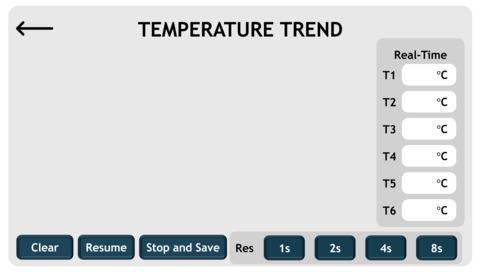 TEMPERATURE TREND
Real-Time
T1 °C
T2 °C
T3 °C
T4 °C
T5 °C
T6 °C
Clear Resume Stop and Save Res 1s 2s 4s 8s